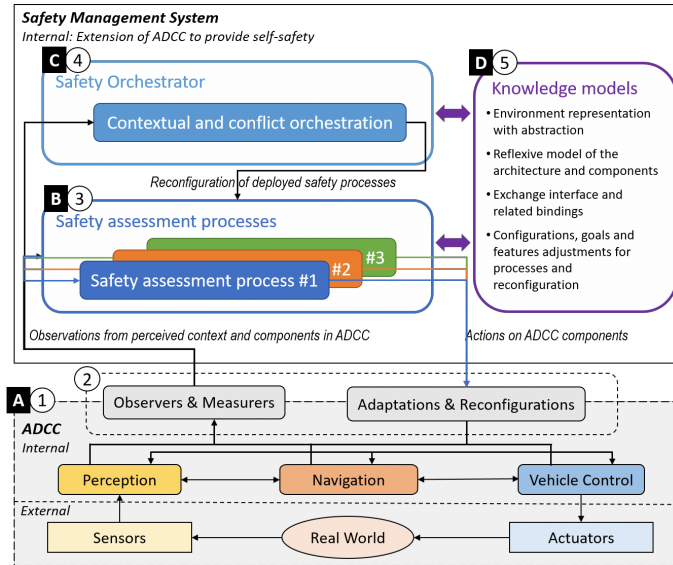 Safety Management System
Internal: Extension of ADCC to provide self-safety
C 4
Safety Orchestrator
Contextual and conflict orchestration
Reconfiguration of deployed safety processes
B 3
Safety assessment processes
#3
#2
Safety assessment process #1
D 5
Knowledge models
• Environment representation
with abstraction
• Reflexive model of the
architecture and components
• Exchange interface and
related bindings
• Configurations, goals and
features adjustments for
processes and
reconfiguration
Observations from perceived context and components in ADCC
Actions on ADCC components
2
A 1
Observers & Measurers
Adaptations & Reconfigurations
ADCC
Internal
Perception
Navigation
Vehicle Control
External
Sensors
Real World
Actuators